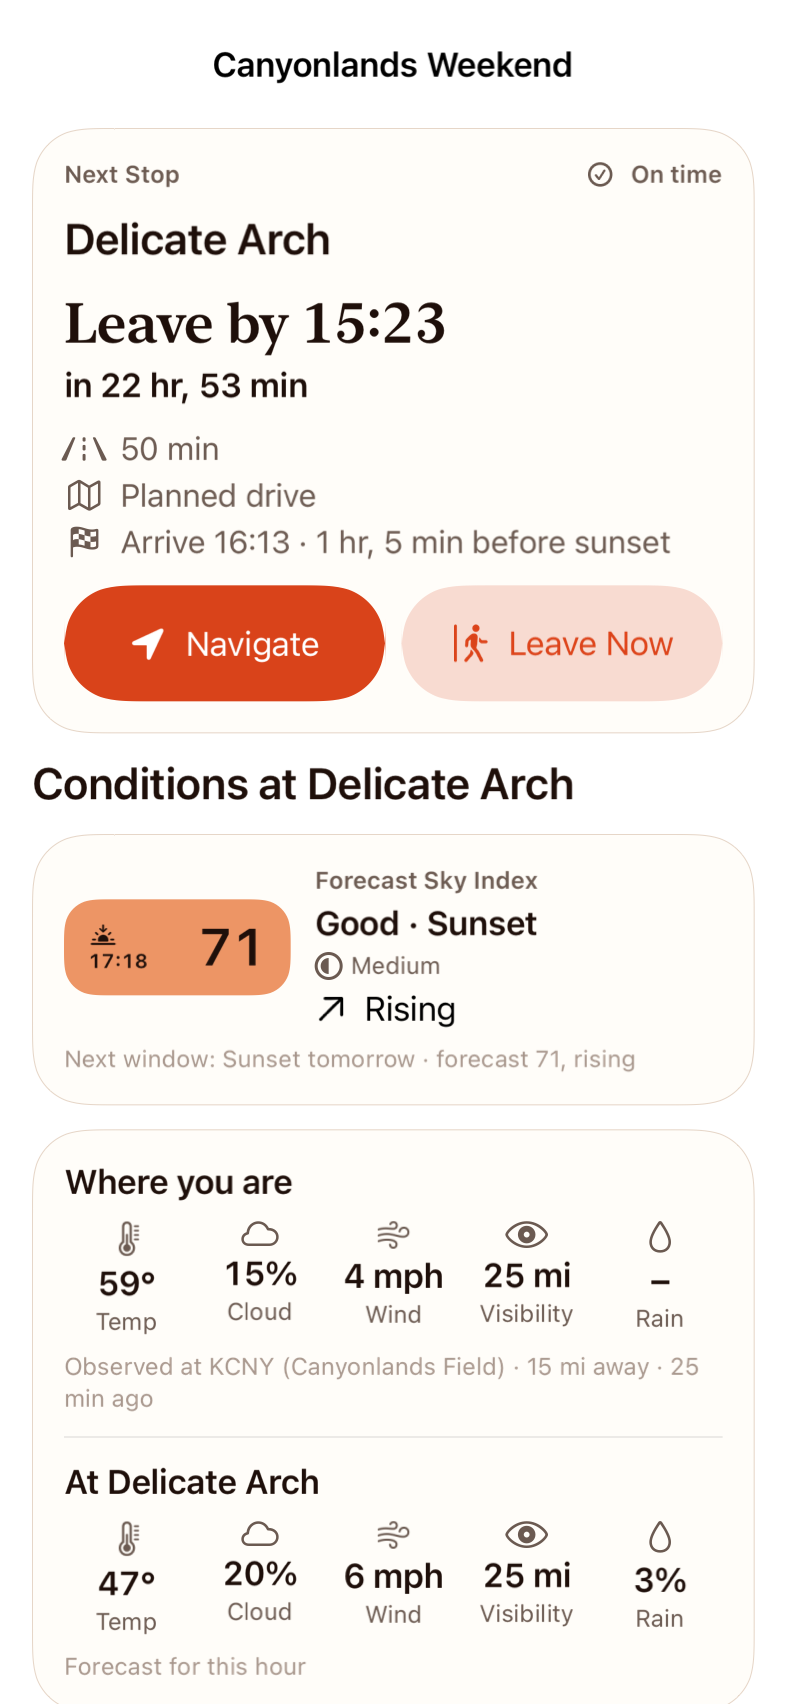 Canyonlands Weekend
Next Stop
On time
Delicate Arch
Leave by 15:23
in 22 hr, 53 min
50 min
Planned drive
Arrive 16:13 · 1 hr, 5 min before sunset
Navigate
Leave Now
Conditions at Delicate Arch
17:18
71
Forecast Sky Index
Good · Sunset
Medium
Rising
Next window: Sunset tomorrow · forecast 71, rising
Where you are
59° 15% 4 mph 25 mi –
Temp Cloud Wind Visibility Rain
Observed at KCNY (Canyonlands Field) · 15 mi away · 25
min ago
At Delicate Arch
47° 20% 6 mph 25 mi 3%
Temp Cloud Wind Visibility Rain
Forecast for this hour